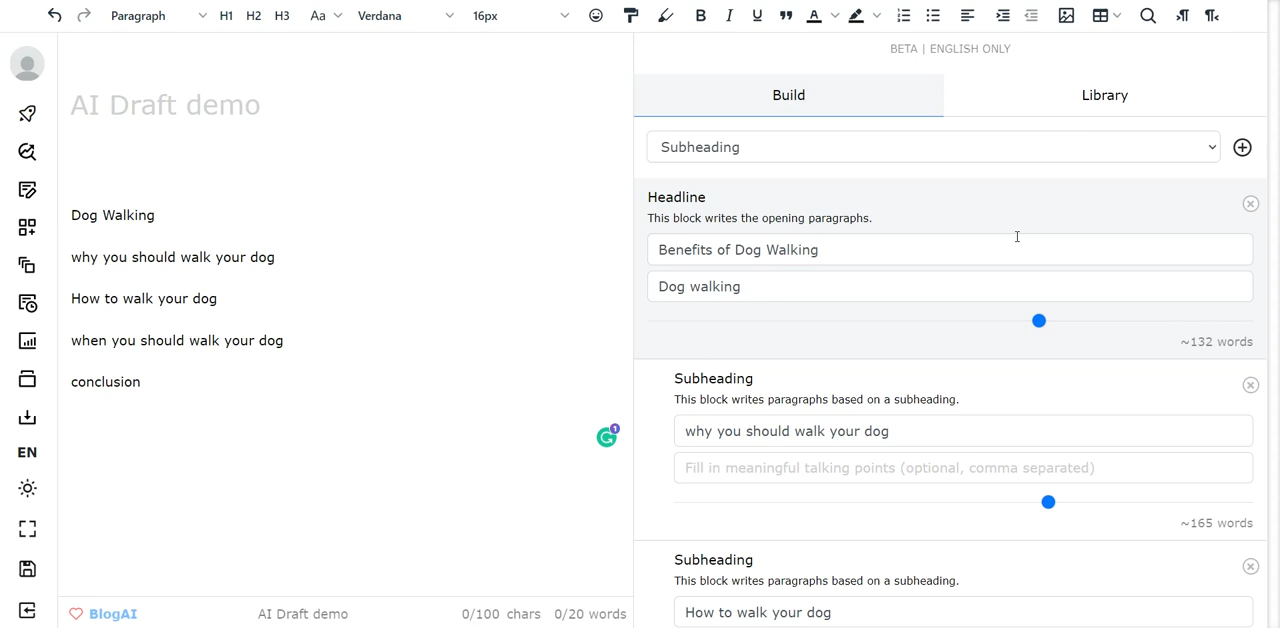 Paragraph H1 H2 H3 Aa Verdana 16px B I U A
BETA | ENGLISH ONLY
Build Library
AI Draft demo
Subheading
Headline
This block writes the opening paragraphs.
Dog Walking
Benefits of Dog Walking
why you should walk your dog
Dog walking
How to walk your dog
~132 words
when you should walk your dog
Subheading
conclusion
This block writes paragraphs based on a subheading.
1
why you should walk your dog
EN
Fill in meaningful talking points (optional, comma separated)
~165 words
Subheading
This block writes paragraphs based on a subheading.
How to walk your dog
BlogAI AI Draft demo 0/100 chars 0/20 words